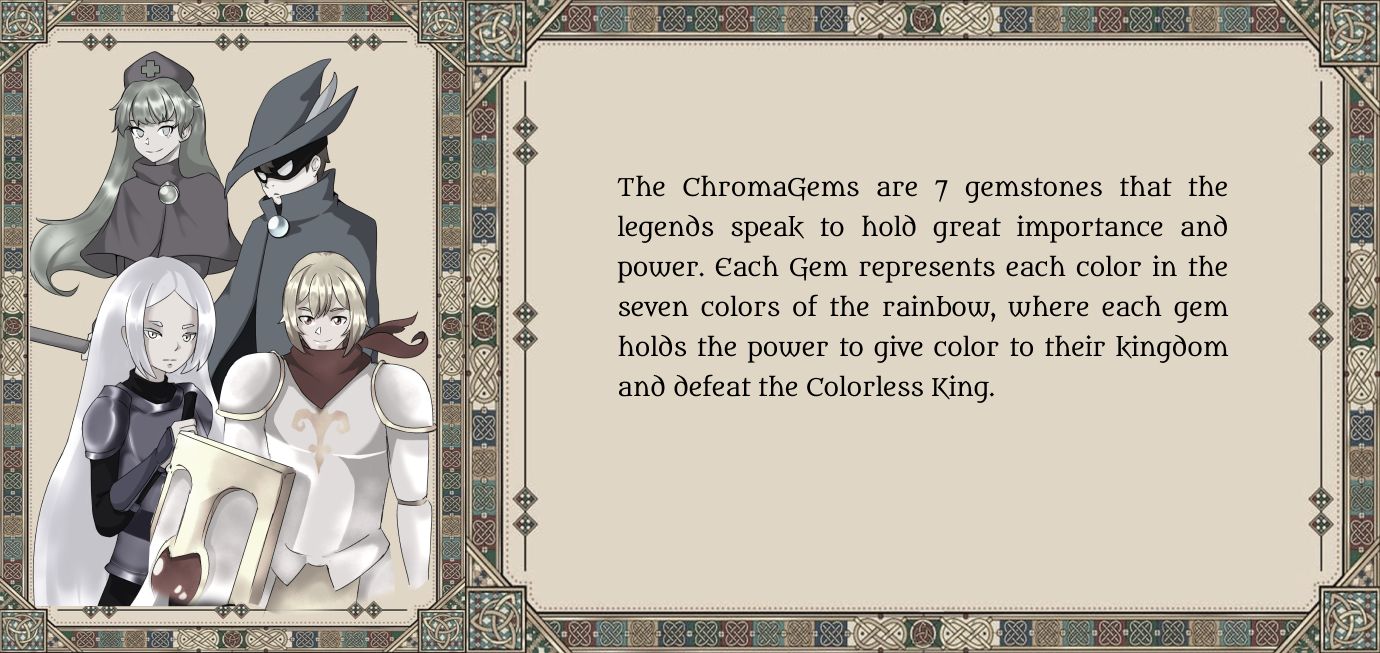 The ChromaGems are 7 gemstones that the
legends speak to hold great importance and
power. Each Gem represents each color in the
seven colors of the rainbow, where each gem
holds the power to give color to their kingdom
and defeat the Colorless King.